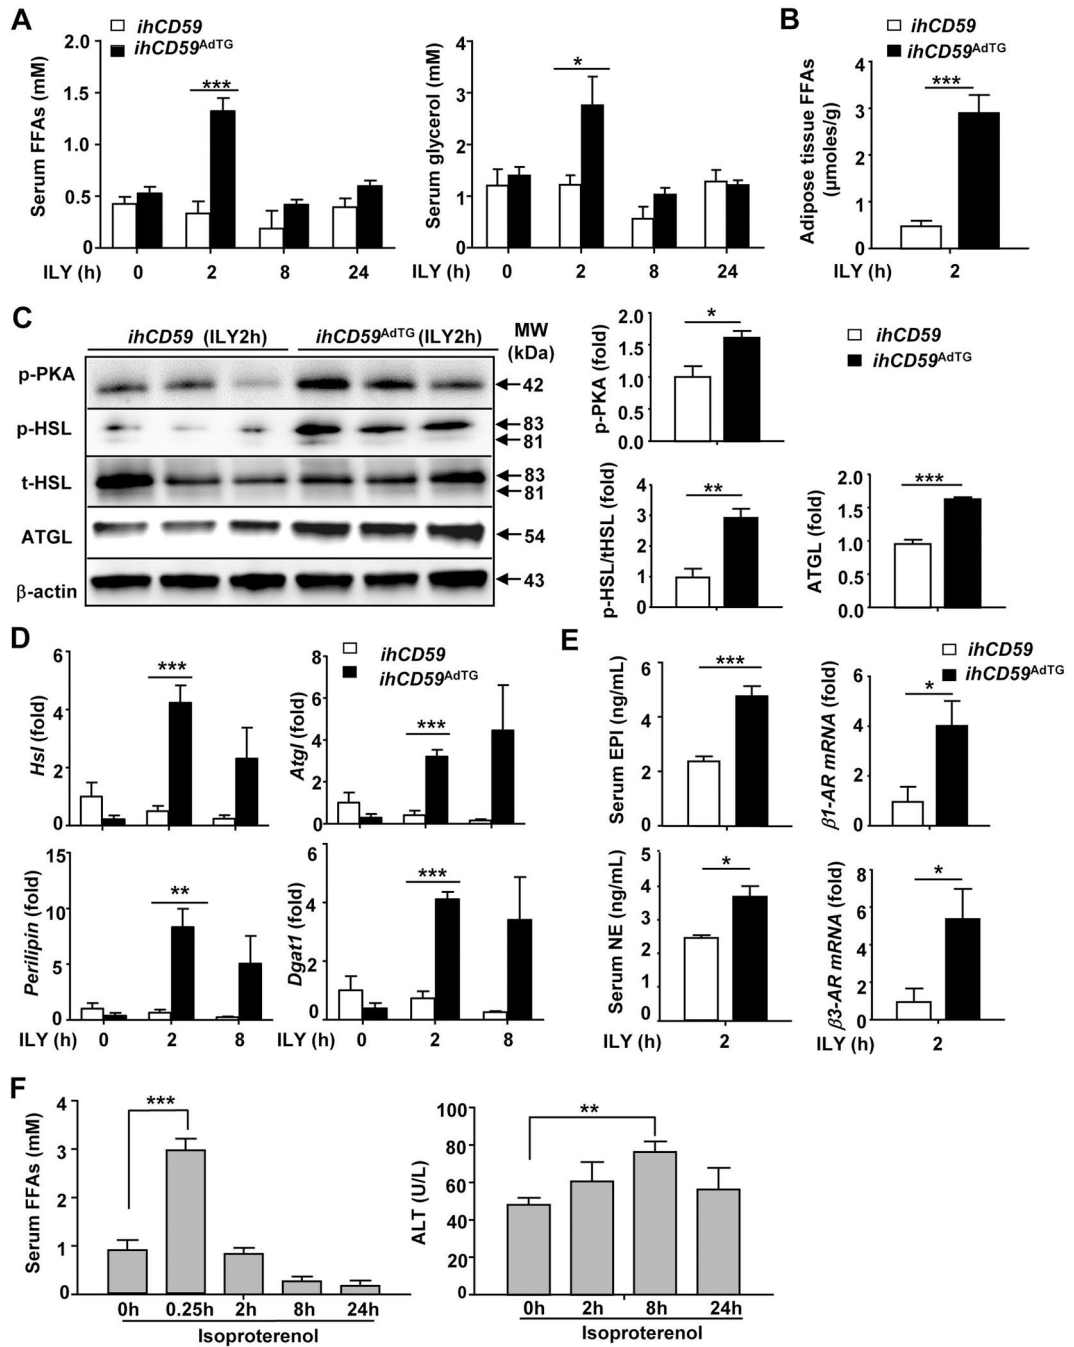 A
ihCD59
ihCD59AdTG
Serum FFAs (mM)
2.0
1.5
1.0
0.5
0
***
ILY (h)
0
2
8
24
Serum glycerol (mM)
4
3
2
1
0
*
ILY (h)
0
2
8
24
B
ihCD59
ihCD59AdTG
Adipose tissue FFAs
(µmoles/g)
4
3
2
1
0
***
ILY (h)
2
C
ihCD59 (ILY2h)
ihCD59AdTG (ILY2h)
MW
(kDa)
p-PKA
42
p-HSL
83
81
t-HSL
83
81
ATGL
54
β-actin
43
p-PKA (fold)
2.0
1.5
1.0
0.5
0.0
*
ihCD59
ihCD59AdTG
p-HSL/tHSL (fold)
4
3
2
1
0
**
ATGL (fold)
2.0
1.5
1.0
0.5
0.0
***
D
ihCD59
ihCD59AdTG
Hsl (fold)
6
4
2
0
***
Atgl (fold)
8
4
2
0
***
Perilipin (fold)
15
10
5
0
**
ILY (h)
0
2
8
Dgat1 (fold)
6
4
2
0
***
ILY (h)
0
2
8
E
ihCD59
ihCD59AdTG
Serum EPI (ng/mL)
6
4
2
0
***
β1-AR mRNA (fold)
6
4
2
0
*
Serum NE (ng/mL)
5
4
3
2
1
0
*
ILY (h)
2
β3-AR mRNA (fold)
8
6
4
2
0
*
ILY (h)
2
F
Serum FFAs (mM)
4
3
2
1
0
***
0h
0.25h
2h
8h
24h
Isoproterenol
ALT (U/L)
100
80
60
40
20
0
**
0h
2h
8h
24h
Isoproterenol